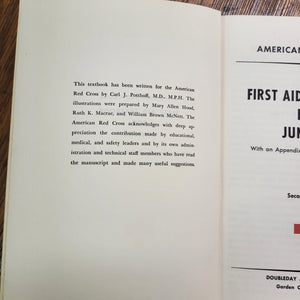 This textbook has been written for the American
Red Cross by Carl J. Potthoff, M.D., M.P.H. The
illustrations were prepared by Mary Allen Hood,
Ruth K. Macrae, and William Brown McNett. The
American Red Cross acknowledges with deep ap-
preciation the contribution made by educational,
medical, and safety leaders and by its own admin-
istration and technical staff members who have read
the manuscript and made many useful suggestions.
AMERICAN
FIRST AID
JUN
With an Appendix
Seco
DOUBLEDAY
Garden C